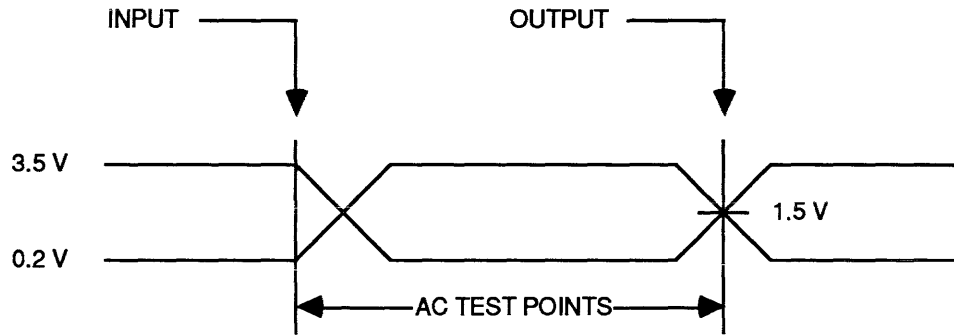 INPUT
OUTPUT
3.5 V
1.5 V
0.2 V
AC TEST POINTS